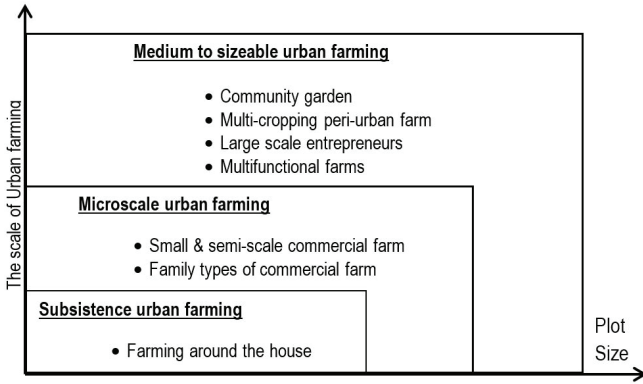 Medium to sizeable urban farming
• Community garden
• Multi-cropping peri-urban farm
• Large scale entrepreneurs
• Multifunctional farms
The scale of Urban farming
Microscale urban farming
• Small & semi-scale commercial farm
• Family types of commercial farm
Subsistence urban farming
• Farming around the house
Plot
Size